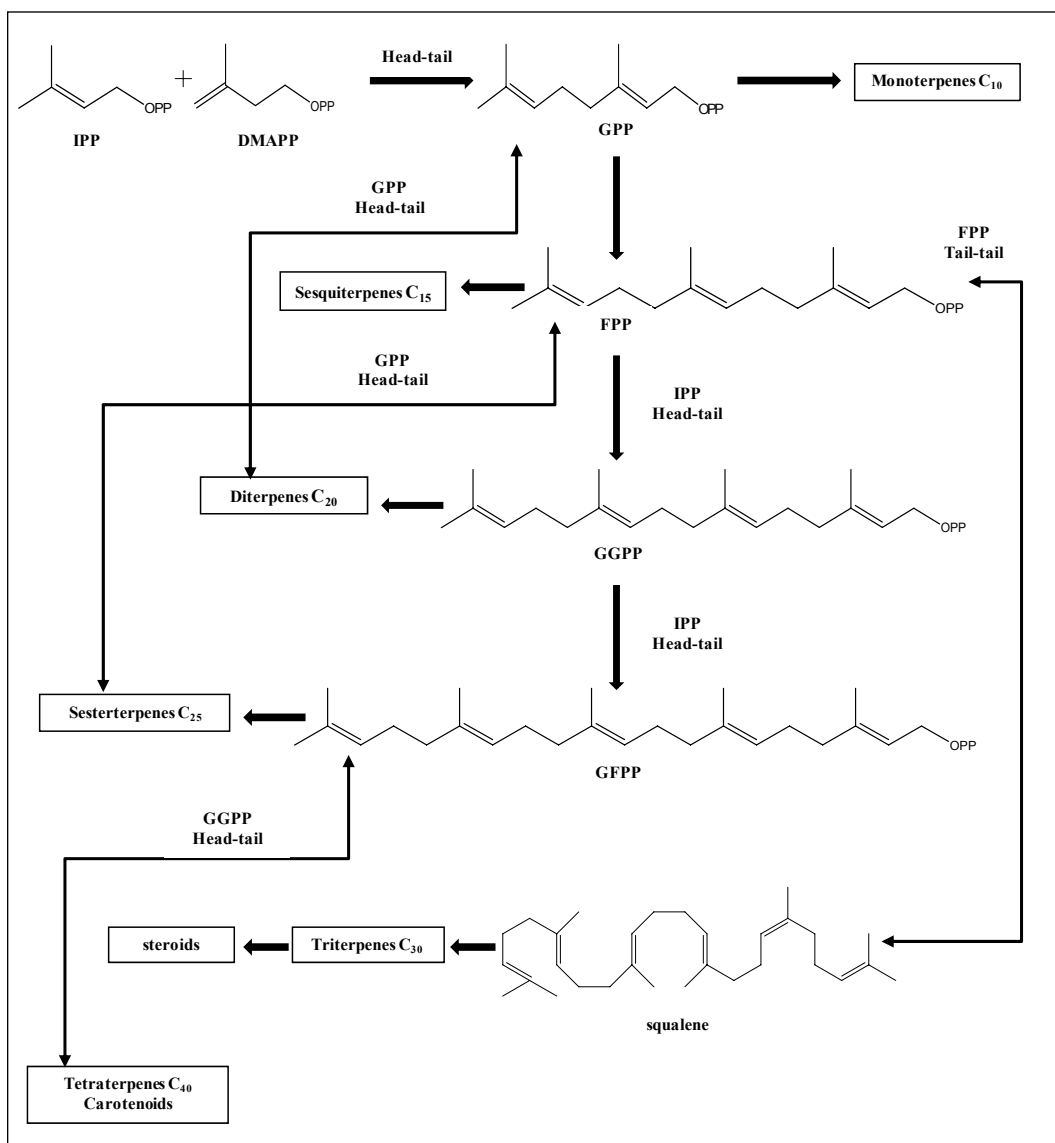 Head-tail
OPP
IPP
+
OPP
DMAPP
OPP
GPP
Monoterpenes C10
GPP
Head-tail
FPP
Tail-tail
Sesquiterpenes C15
OPP
FPP
GPP
Head-tail
IPP
Head-tail
Diterpenes C20
OPP
GGPP
IPP
Head-tail
Sesterterpenes C25
OPP
GFPP
GGPP
Head-tail
steroids
Triterpenes C30
squalene
Tetraterpenes C40
Carotenoids